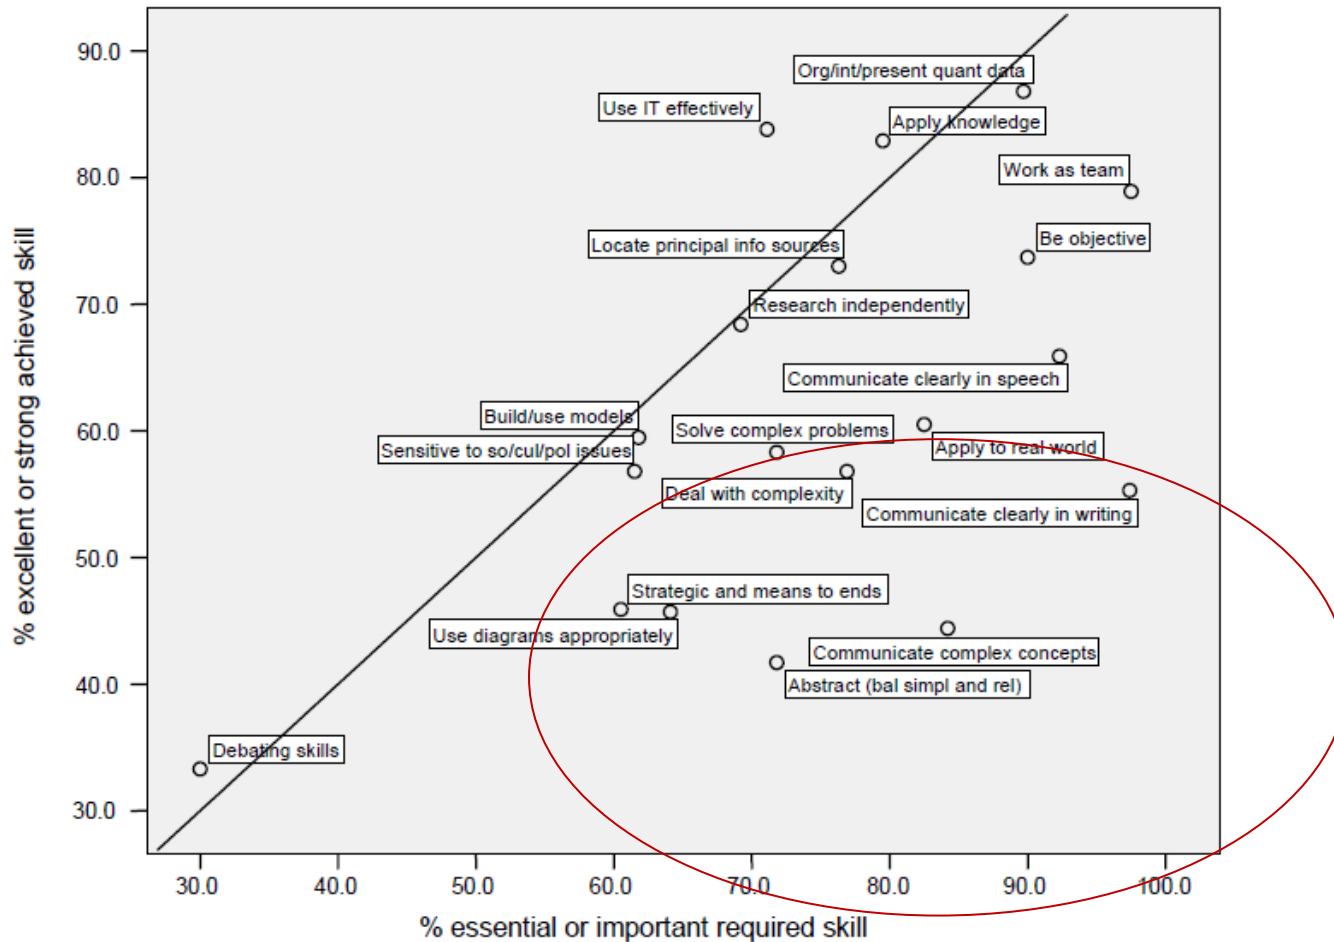 90.0
Org/int/present quant data
Use IT effectively
Apply knowledge
80.0
Work as team
Be objective
Locate principal info sources
70.0
Research independently
Communicate clearly in speech
Build/use models
60.0
Solve complex problems
Sensitive to so/cul/pol issues
Apply to real world
Deal with complexity
Communicate clearly in writing
50.0
Strategic and means to ends
Use diagrams appropriately
Communicate complex concepts
40.0
Abstract (bal simpl and rel)
Debating skills
30.0
% excellent or strong achieved skill
30.0 40.0 50.0 60.0 70.0 80.0 90.0 100.0
% essential or important required skill